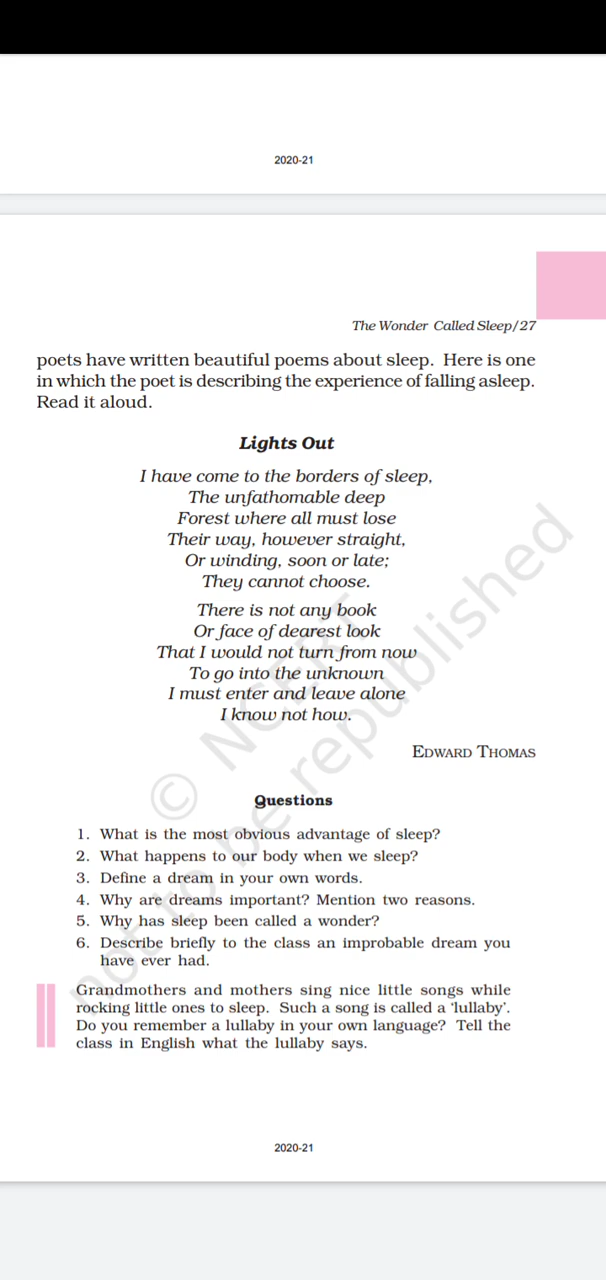 2020-21
The Wonder Called Sleep/27
poets have written beautiful poems about sleep. Here is one
in which the poet is describing the experience of falling asleep.
Read it aloud.
Lights Out
I have come to the borders of sleep,
The unfathomable deep
Forest where all must lose
Their way, however straight,
Or winding, soon or late;
They cannot choose.
There is not any book
Or face of dearest look
That I would not turn from now
To go into the unknown
I must enter and leave alone
I know not how.
EDWARD THOMAS
Questions
1. What is the most obvious advantage of sleep?
2. What happens to our body when we sleep?
3. Define a dream in your own words.
4. Why are dreams important? Mention two reasons.
5. Why has sleep been called a wonder?
6. Describe briefly to the class an improbable dream you
have ever had.
Grandmothers and mothers sing nice little songs while
rocking little ones to sleep. Such a song is called a ‘lullaby’.
Do you remember a lullaby in your own language? Tell the
class in English what the lullaby says.
© NCERT
not to be republished
2020-21